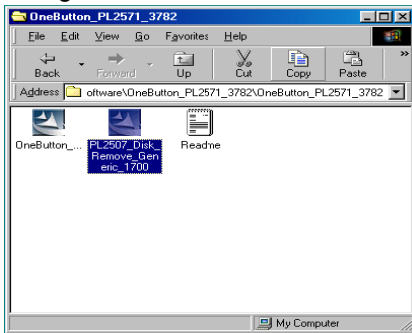 OneButton_PL2571_3782
File Edit View Go Favorites Help
Back Forward Up Cut Copy Paste »
Address oftware\OneButton_PL2571_3782\OneButton_PL2571_3782
OneButton_... PL2507_Disk_ Readme
Remove_Gen
eric_1700
My Computer